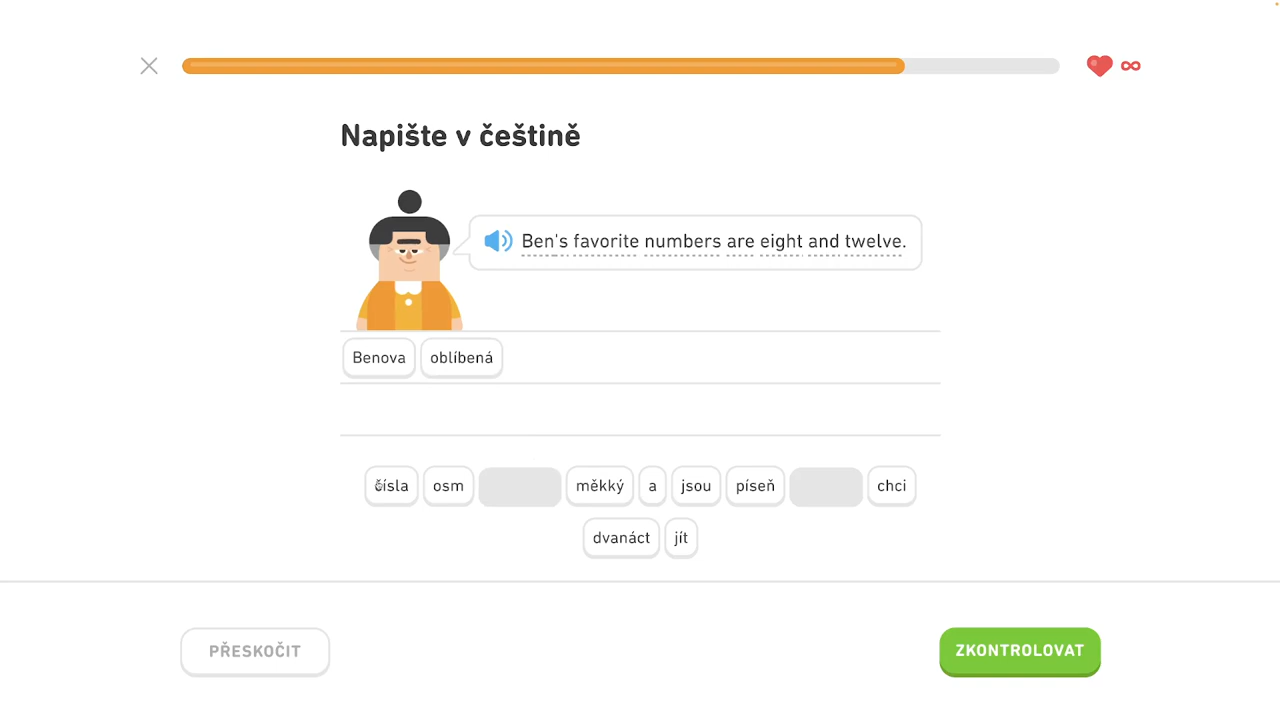 Napište v češtině
Ben's favorite numbers are eight and twelve.
Benova oblíbená
čísla osm měkký a jsou píseň chci
dvanáct jít
PŘESKOČIT ZKONTROLOVAT